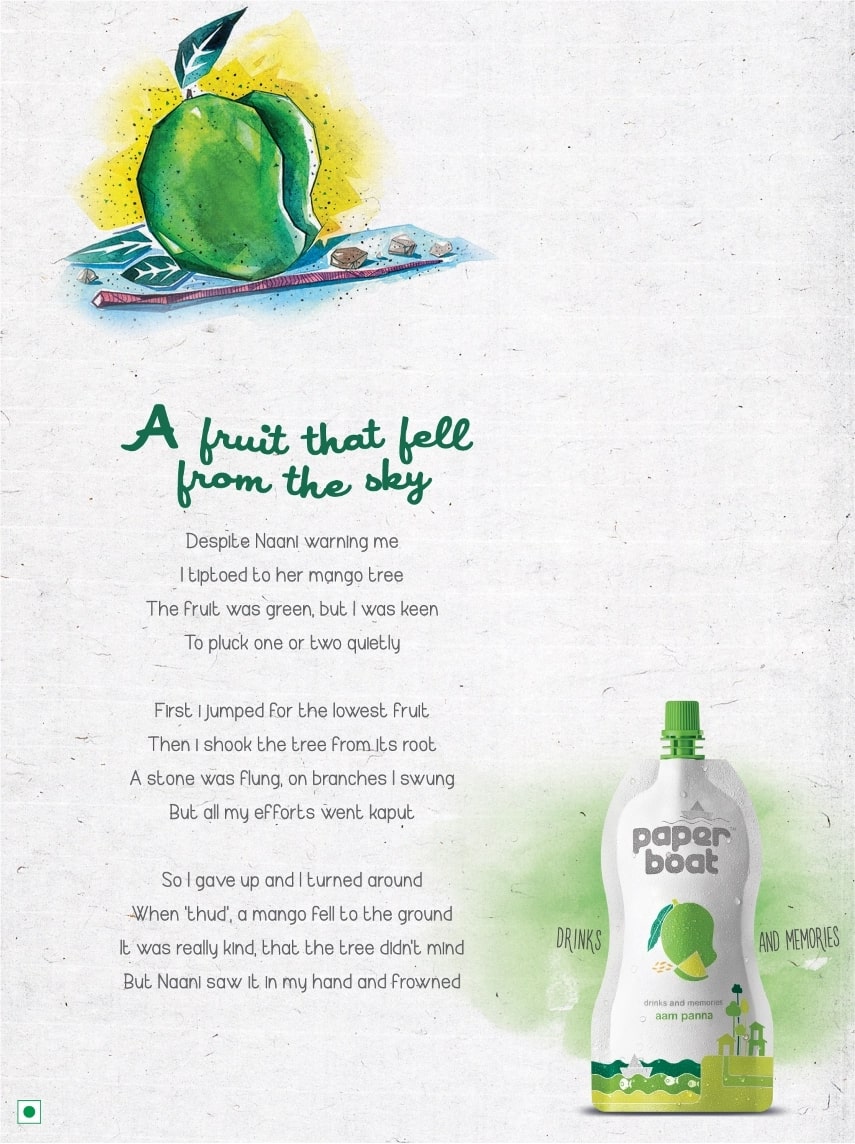 A fruit that fell
from the sky
Despite Naani warning me
I tiptoed to her mango tree
The fruit was green, but I was keen
To pluck one or two quietly
First I jumped for the lowest fruit
Then I shook the tree from its root
A stone was flung, on branches I swung
But all my efforts went kaput
So I gave up and I turned around
When 'thud', a mango fell to the ground
It was really kind, that the tree didn't mind
But Naani saw it in my hand and frowned
paper
boat
DRINKS AND MEMORIES
drinks and memories
aam panna